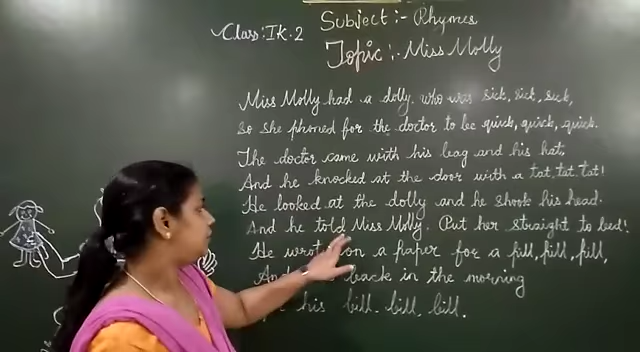 Class: IK.2
Subject :- Rhymes
Topic :- Miss Molly
Miss Molly had a dolly. who was sick, sick, sick,
So she phoned for the doctor to be quick, quick, quick.
The doctor came with his bag and his hat,
And he knocked at the door with a tat, tat, tat!
He looked at the dolly and he shook his head.
And he told Miss Molly. Put her straight to bed!
He wrote on a paper for a pill, pill, pill,
And back in the morning
his bill. bill. bill.